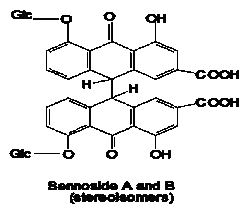 Glc O O OH
COOH
H
H
COOH
Glc O O OH
Sennoside A and B
(stereoisomers)